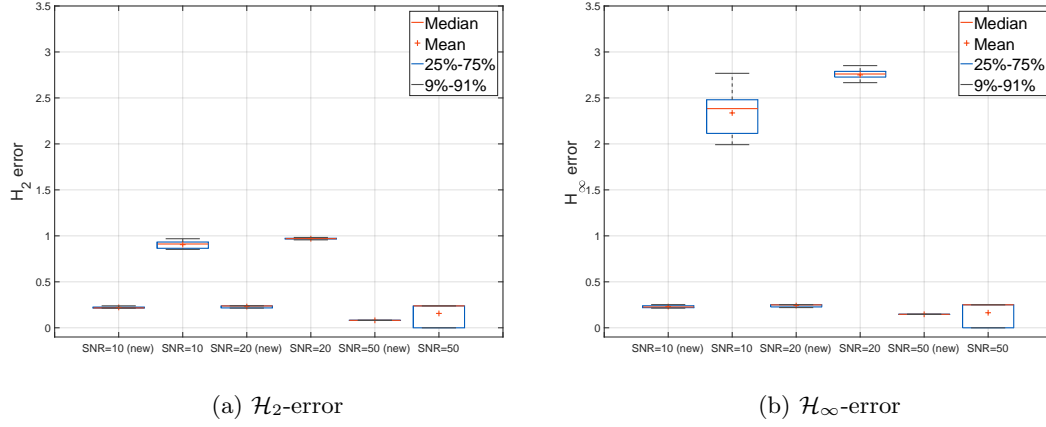 3.5
3
2.5
2
1.5
1
0.5
0
H2 error
Median
Mean
25%-75%
9%-91%
SNR=10 (new) SNR=10 SNR=20 (new) SNR=20 SNR=50 (new) SNR=50
(a) H2-error
3.5
3
2.5
2
1.5
1
0.5
0
H∞ error
Median
Mean
25%-75%
9%-91%
SNR=10 (new) SNR=10 SNR=20 (new) SNR=20 SNR=50 (new) SNR=50
(b) H∞-error